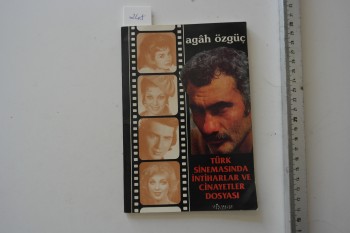 agâh özgüç
TÜRK
SİNEMASINDA
İNTİHARLAR VE
CİNAYETLER
DOSYASI